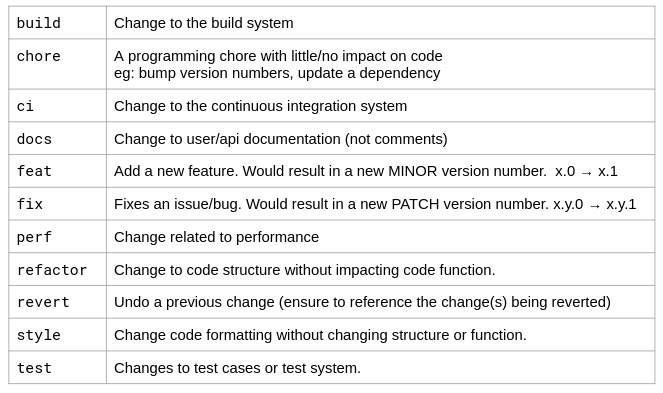 build Change to the build system
chore A programming chore with little/no impact on code
eg: bump version numbers, update a dependency
ci Change to the continuous integration system
docs Change to user/api documentation (not comments)
feat Add a new feature. Would result in a new MINOR version number.  x.0 → x.1
fix Fixes an issue/bug. Would result in a new PATCH version number. x.y.0 → x.y.1
perf Change related to performance
refactor Change to code structure without impacting code function.
revert Undo a previous change (ensure to reference the change(s) being reverted)
style Change code formatting without changing structure or function.
test Changes to test cases or test system.